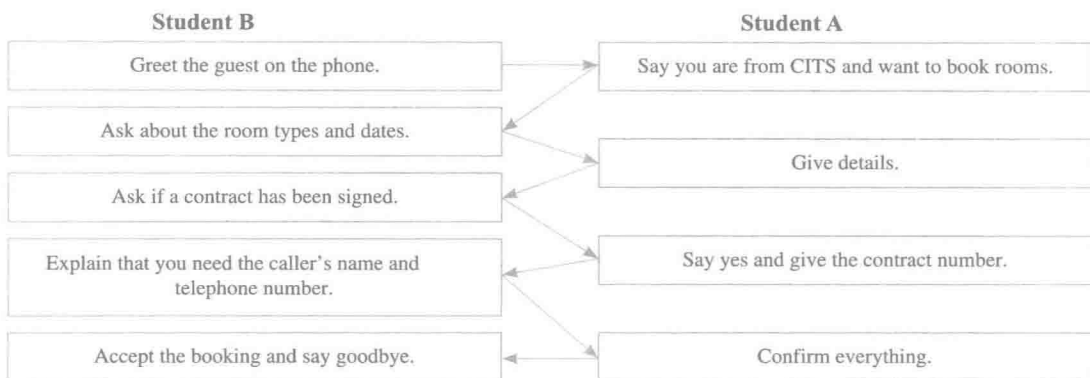 Student B
Student A
Greet the guest on the phone.
Say you are from CITS and want to book rooms.
Ask about the room types and dates.
Give details.
Ask if a contract has been signed.
Say yes and give the contract number.
Explain that you need the caller's name and
telephone number.
Confirm everything.
Accept the booking and say goodbye.